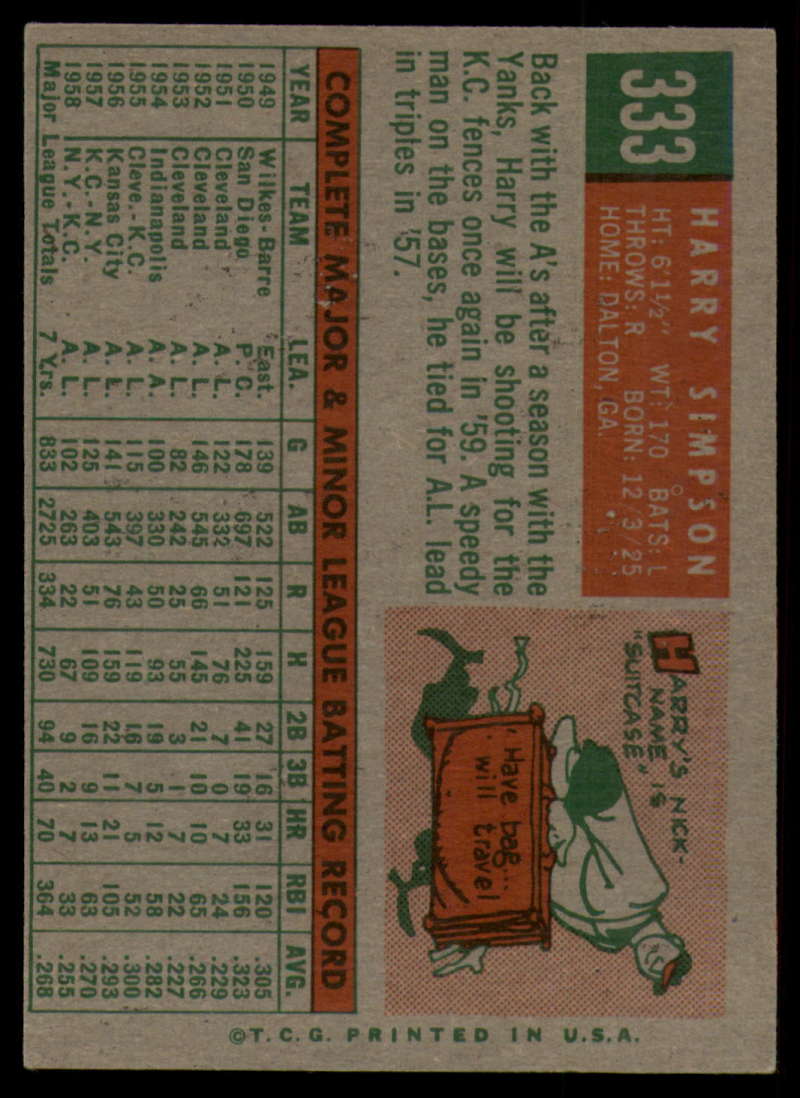 333
HARRY SIMPSON
HT: 6'1½" WT: 170 BATS: L
THROWS: R BORN: 12/3/25
HOME: DALTON, GA.
Back with the A's after a season with the
Yanks, Harry will be shooting for the
K.C. fences once again in '59. A speedy
man on the bases, he tied for A.L. lead
in triples in '57.
HARRY'S NICK-
NAME IS
"SUITCASE"
"Have bag...
will travel
COMPLETE MAJOR & MINOR LEAGUE BATTING RECORD
YEAR TEAM LEA. G AB R H 2B 3B HR RBI AVG.
1949 Wilkes-Barre East. 139 522 125 159 27 16 31 120 .305
1950 San Diego P. C. 178 697 121 225 41 19 33 156 .323
1951 Cleveland A. L. 122 332 51 76 7 0 7 24 .229
1952 Cleveland A. L. 146 545 66 145 21 10 10 65 .266
1953 Cleveland A. L. 82 242 25 55 3 1 7 22 .227
1954 Indianapolis A. A. 100 330 50 93 19 5 12 58 .282
1955 Cleve.-K.C. A. L. 115 397 43 119 16 7 5 52 .300
1956 Kansas City A. L. 141 543 76 159 22 11 21 105 .293
1957 K.C.-N.Y. A. L. 125 403 51 109 16 9 13 63 .270
1958 N.Y.-K.C. A. L. 102 263 22 67 9 2 7 33 .255
Major League Totals 7 Yrs. 833 2725 334 730 94 40 70 364 .268
©T.C.G. PRINTED IN U.S.A.